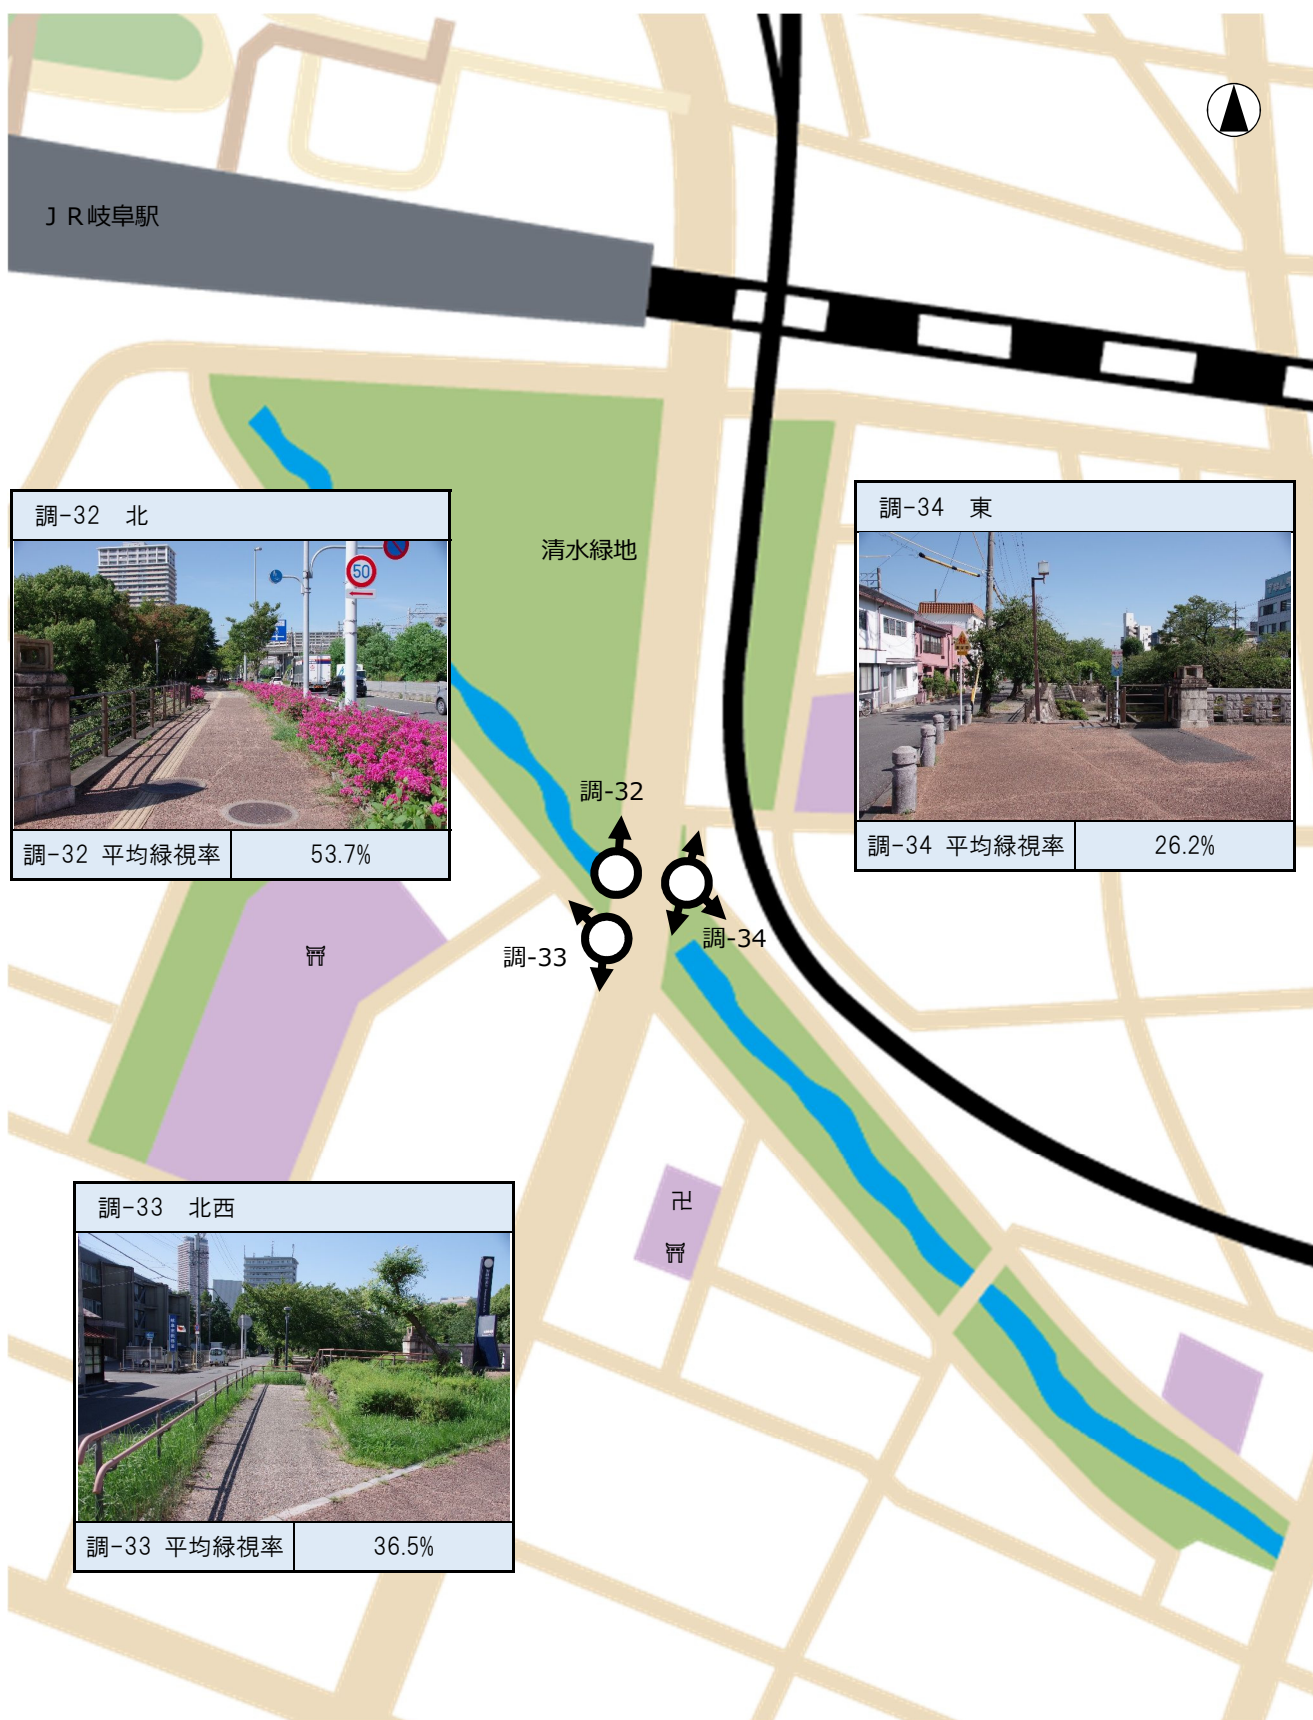 ＪＲ岐阜駅
清水緑地
調-32　北
50
調-32 平均緑視率
53.7%
調-34　東
調-34 平均緑視率
26.2%
調-32
調-33
調-34
調-33　北西
調-33 平均緑視率
36.5%